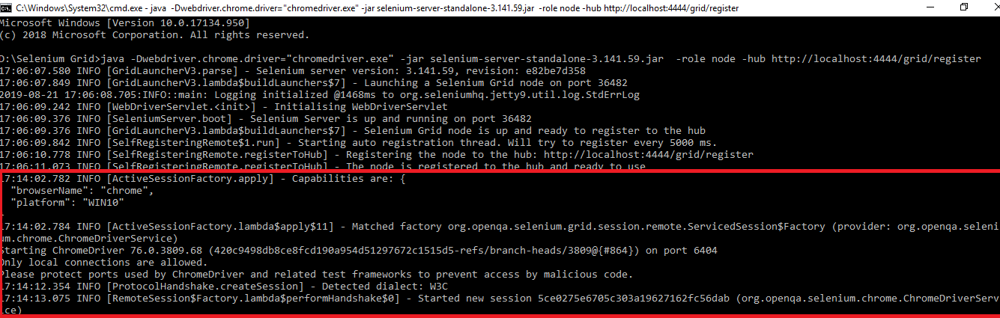 C:\Windows\System32\cmd.exe - java -Dwebdriver.chrome.driver="chromedriver.exe" -jar selenium-server-standalone-3.141.59.jar -role node -hub http://localhost:4444/grid/register
Microsoft Windows [Version 10.0.17134.950]
(c) 2018 Microsoft Corporation. All rights reserved.
D:\Selenium Grid>java -Dwebdriver.chrome.driver="chromedriver.exe" -jar selenium-server-standalone-3.141.59.jar  -role node -hub http://localhost:4444/grid/register
17:06:07.580 INFO [GridLauncherV3.parse] - Selenium server version: 3.141.59, revision: e82be7d358
17:06:07.849 INFO [GridLauncherV3.lambda$buildLaunchers$7] - Launching a Selenium Grid node on port 36482
2019-08-21 17:06:08.705:INFO::main: Logging initialized @1468ms to org.seleniumhq.jetty9.util.log.StdErrLog
17:06:09.242 INFO [WebDriverServlet.<init>] - Initialising WebDriverServlet
17:06:09.376 INFO [SeleniumServer.boot] - Selenium Server is up and running on port 36482
17:06:09.376 INFO [GridLauncherV3.lambda$buildLaunchers$7] - Selenium Grid node is up and ready to register to the hub
17:06:09.842 INFO [SelfRegisteringRemote$1.run] - Starting auto registration thread. Will try to register every 5000 ms.
17:06:10.778 INFO [SelfRegisteringRemote.registerToHub] - Registering the node to the hub: http://localhost:4444/grid/register
17:06:11.073 INFO [SelfRegisteringRemote.registerToHub] - The node is registered to the hub and ready to use
17:14:02.782 INFO [ActiveSessionFactory.apply] - Capabilities are: {
"browserName": "chrome",
"platform": "WIN10"
17:14:02.784 INFO [ActiveSessionFactory.lambda$apply$11] - Matched factory org.openqa.selenium.grid.session.remote.ServicedSession$Factory (provider: org.openqa.seleni
um.chrome.ChromeDriverService)
Starting ChromeDriver 76.0.3809.68 (420c9498db8ce8fcd190a954d51297672c1515d5-refs/branch-heads/3809@{#864}) on port 6404
Only local connections are allowed.
Please protect ports used by ChromeDriver and related test frameworks to prevent access by malicious code.
17:14:12.354 INFO [ProtocolHandshake.createSession] - Detected dialect: W3C
17:14:13.075 INFO [RemoteSession$Factory.lambda$performHandshake$0] - Started new session 5ce0275e6705c303a19627162fc56dab (org.openqa.selenium.chrome.ChromeDriverServ
ice)